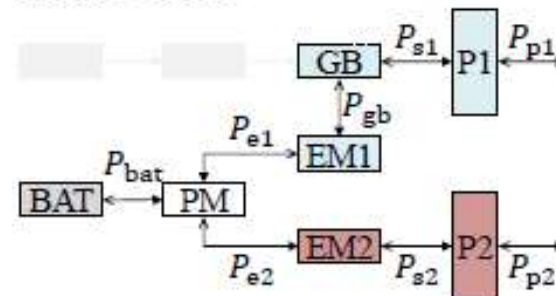 GB
P_s1
P1
P_p1
P_gb
P_e1
EM1
P_bat
BAT
PM
EM2
P2
P_e2
P_s2
P_p2